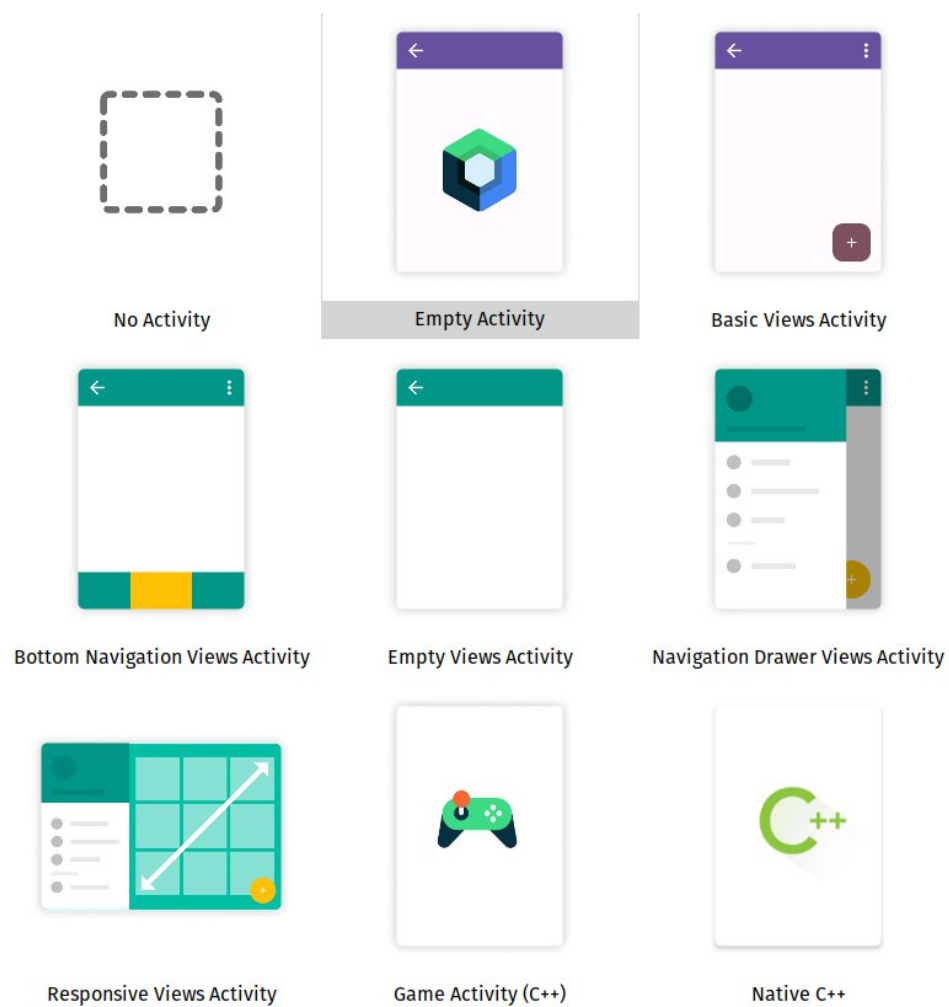 No Activity
Empty Activity
Basic Views Activity
Bottom Navigation Views Activity
Empty Views Activity
Navigation Drawer Views Activity
C++
Responsive Views Activity
Game Activity (C++)
Native C++